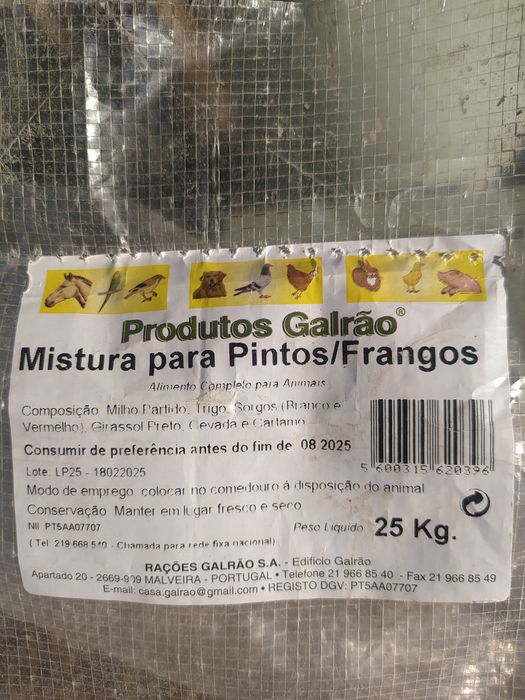 Produtos Galrão®
Mistura para Pintos/Frangos
Alimento Completo para Animais
Composição Milho Partido, Trigo, Sorgos (Branco e
Vermelho), Girassol Preto, Cevada e Cartamo
Consumir de preferência antes do fim de 08.2025
5 600315 620396
Lote: LP25 - 18022025
Modo de emprego colocar no comedouro à disposição do animal
Conservação Manter em lugar fresco e seco
NII PT5AA07707
Peso Líquido 25 Kg.
( Tel: 219 668 540 - Chamada para rede fixa nacional)
RAÇÕES GALRÃO S.A. - Edificio Galrão
Apartado 20 - 2669-909 MALVEIRA - PORTUGAL • Telefone 21 966 85 40 - Fax 21 966 85 49
E-mail: casa.galrao@gmail.com • REGISTO DGV: PT5AA07707